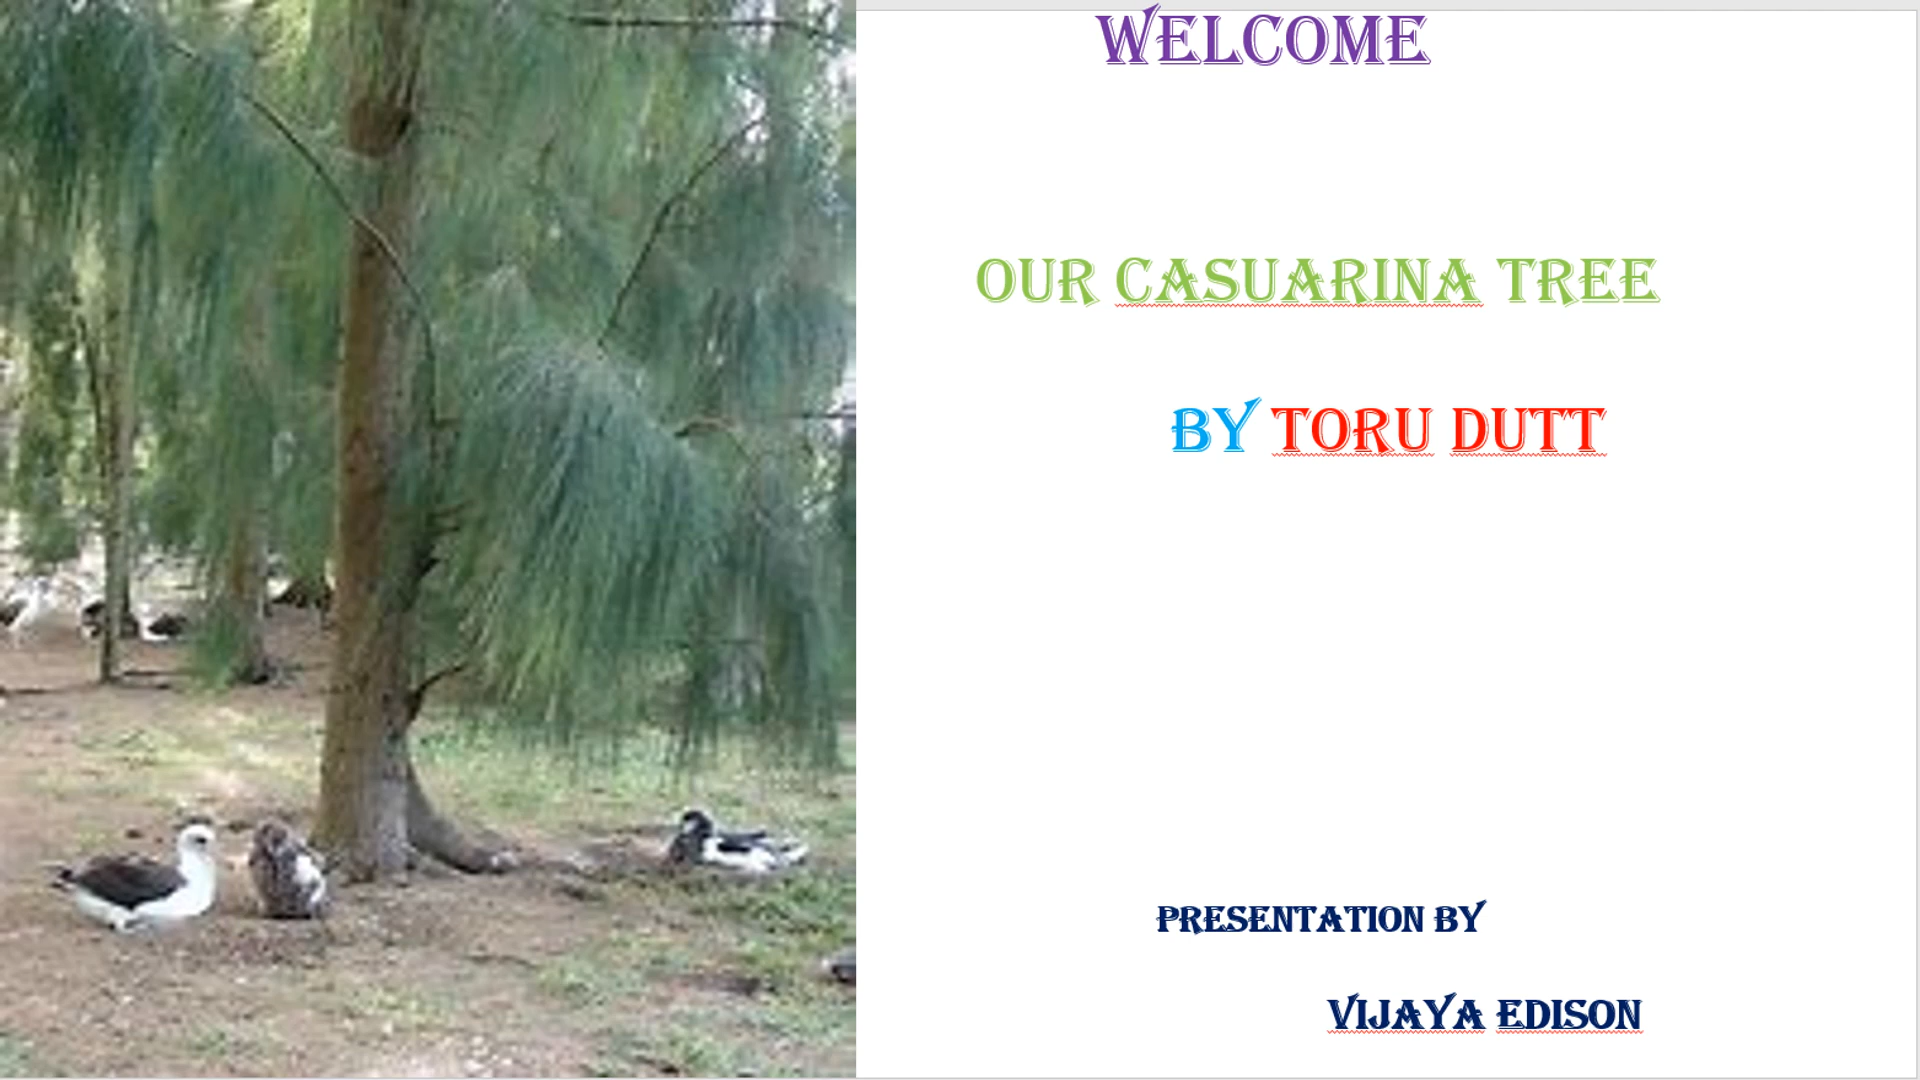 WELCOME
OUR CASUARINA TREE
BY TORU DUTT
PRESENTATION BY
VIJAYA EDISON